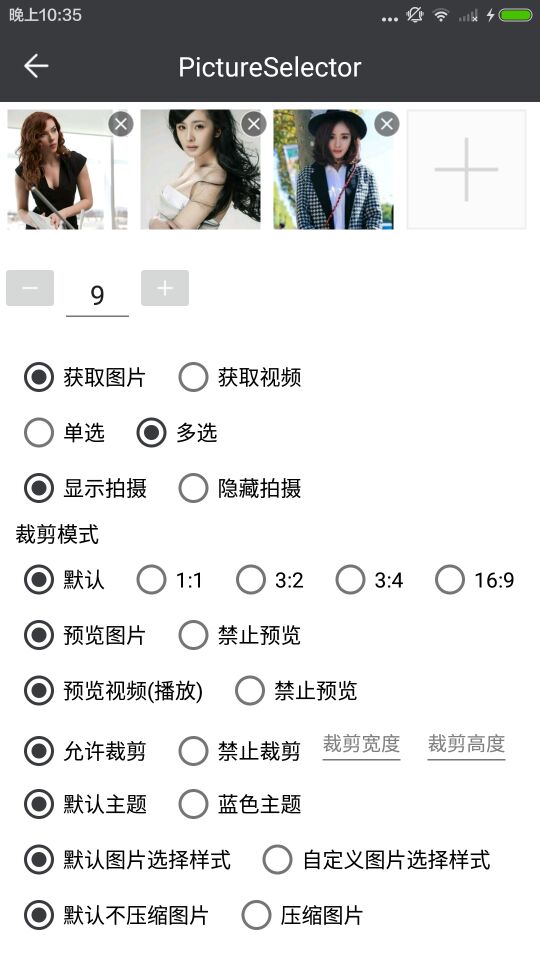 晚上10:35
PictureSelector
9
获取图片 获取视频
单选 多选
显示拍摄 隐藏拍摄
裁剪模式
默认 1:1 3:2 3:4 16:9
预览图片 禁止预览
预览视频(播放) 禁止预览
允许裁剪 禁止裁剪 裁剪宽度 裁剪高度
默认主题 蓝色主题
默认图片选择样式 自定义图片选择样式
默认不压缩图片 压缩图片